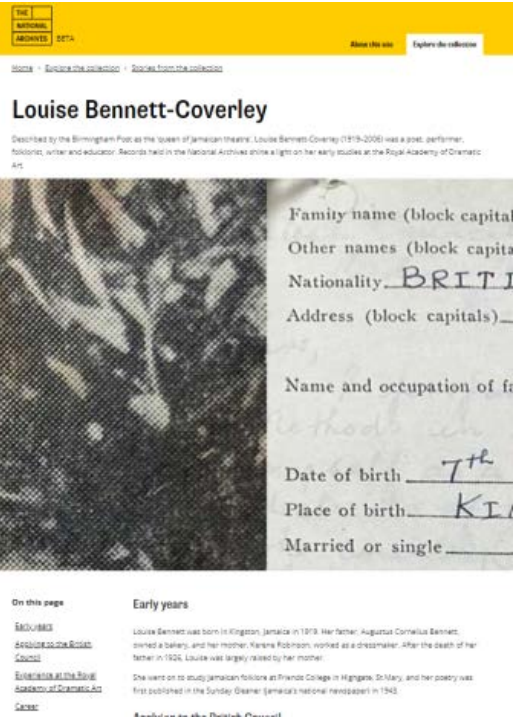 THE
NATIONAL
ARCHIVES BETA
About this site Explore the collection
Home Explore the collection Stories from the collection
Louise Bennett-Coverley
Described by the Birmingham Post as the 'queen of Jamaican theatre', Louise Bennett-Coverley (1919–2006) was a poet, performer,
folklorist, writer and educator. Records held in the National Archives shine a light on her early studies at the Royal Academy of Dramatic
Art.
Family name (block capital
Other names (block capita
Nationality. BRITI
Address (block capitals)
Name and occupation of fa
Date of birth 7th
Place of birth KI
Married or single
On this page
Early years
Applying to the British
Council
Experience at the Royal
Academy of Dramatic Art
Career
Early years
Louise Bennett was born in Kingston, Jamaica in 1919. Her father, Augustus Cornelius Bennett,
owned a bakery, and her mother, Kerene Robinson, worked as a dressmaker. After the death of her
father in 1926, Louise was largely raised by her mother.
She went on to study Jamaican folklore at Friends College in Highgate, St Mary, and her poetry was
first published in the Sunday Gleaner (Jamaica's national newspaper) in 1943.
Applying to the British Council